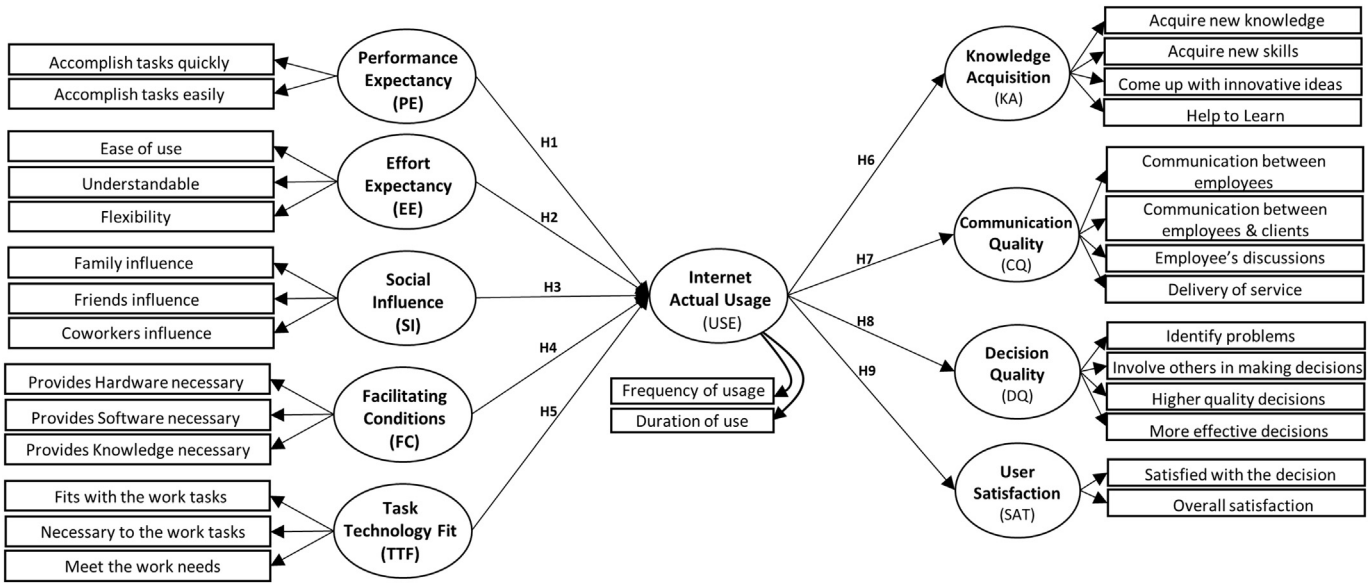 Accomplish tasks quickly
Accomplish tasks easily
Performance
Expectancy
(PE)
Ease of use
Understandable
Flexibility
Effort
Expectancy
(EE)
Family influence
Friends influence
Coworkers influence
Social
Influence
(SI)
Provides Hardware necessary
Provides Software necessary
Provides Knowledge necessary
Facilitating
Conditions
(FC)
Fits with the work tasks
Necessary to the work tasks
Meet the work needs
Task
Technology Fit
(TTF)
H1
H2
H3
H4
H5
Internet
Actual Usage
(USE)
Frequency of usage
Duration of use
H6
H7
H8
H9
Knowledge
Acquisition
(KA)
Acquire new knowledge
Acquire new skills
Come up with innovative ideas
Help to Learn
Communication
Quality
(CQ)
Communication between
employees
Communication between
employees & clients
Employee's discussions
Delivery of service
Decision
Quality
(DQ)
Identify problems
Involve others in making decisions
Higher quality decisions
More effective decisions
User
Satisfaction
(SAT)
Satisfied with the decision
Overall satisfaction